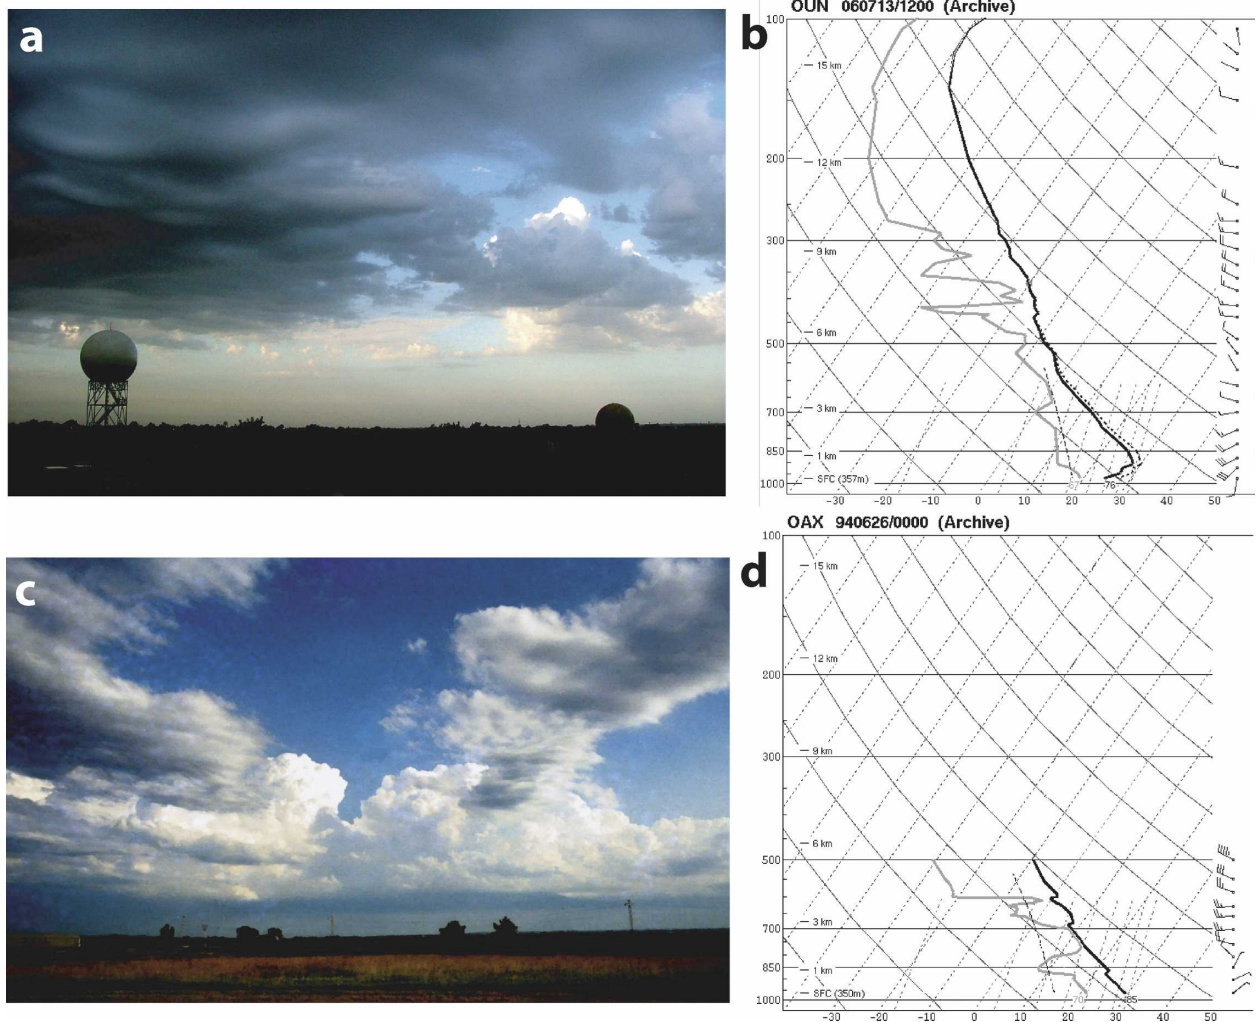 a
b
OUN 060713/1200 (Archive)
100
15 km
12 km
200
300
9 km
6 km
500
700
3 km
850
1 km
SFC (357m)
1000
67
76
-30
-20
-10
0
10
20
30
40
50
c
d
OAX 940626/0000 (Archive)
100
15 km
12 km
200
300
9 km
6 km
500
700
3 km
850
1 km
SFC (350m)
1000
70
85
-30
-20
-10
0
10
20
30
40
50